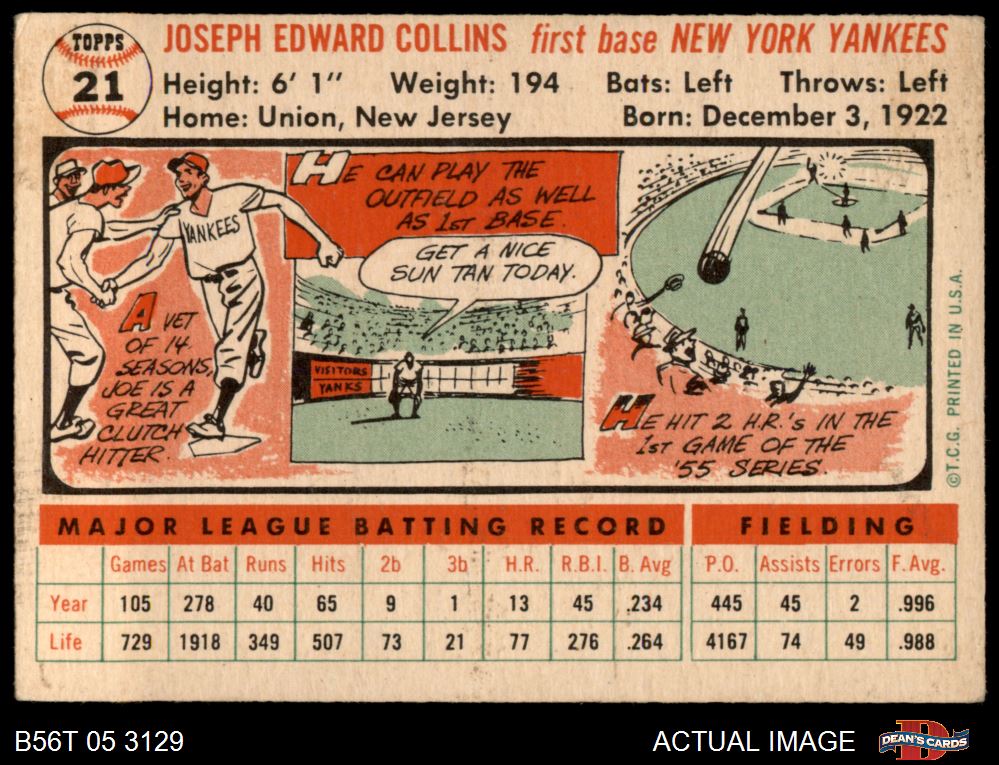 TOPPS
21
JOSEPH EDWARD COLLINS first base NEW YORK YANKEES
Height: 6' 1" Weight: 194 Bats: Left Throws: Left
Home: Union, New Jersey Born: December 3, 1922
YANKEES
A VET
OF 14
SEASONS,
JOE IS A
GREAT
CLUTCH
HITTER.
HE CAN PLAY THE
OUTFIELD AS WELL
AS 1ST BASE.
GET A NICE
SUN TAN TODAY.
VISITORS
YANKS
HE HIT 2 H.R.'s IN THE
1ST GAME OF THE
'55 SERIES.
©T.C.G. PRINTED IN U.S.A.
MAJOR LEAGUE BATTING RECORD FIELDING
Games At Bat Runs Hits 2b 3b H.R. R.B.I. B. Avg P.O. Assists Errors F. Avg.
Year 105 278 40 65 9 1 13 45 .234 445 45 2 .996
Life 729 1918 349 507 73 21 77 276 .264 4167 74 49 .988
B56T 05 3129 ACTUAL IMAGE
D
DEAN'S CARDS